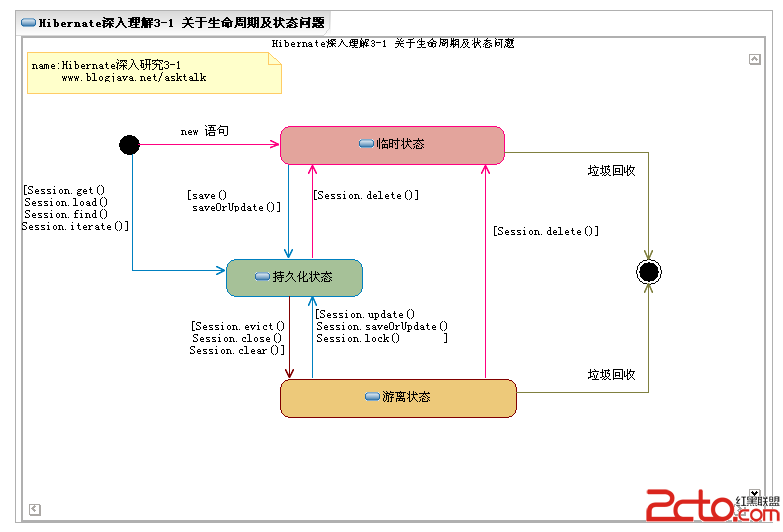 Hibernate深入理解3-1 关于生命周期及状态问题
Hibernate深入理解3-1 关于生命周期及状态问题
name:Hibernate深入研究3-1
www.blogjava.net/asktalk
new 语句
临时状态
垃圾回收
[Session.get()
Session.load()
Session.find()
Session.iterate()]
[save()
saveOrUpdate()]
[Session.delete()]
[Session.delete()]
持久化状态
[Session.evict()
Session.close()
Session.clear()]
[Session.update()
Session.saveOrUpdate()
Session.lock() ]
垃圾回收
游离状态
红黑联盟
2cto.com